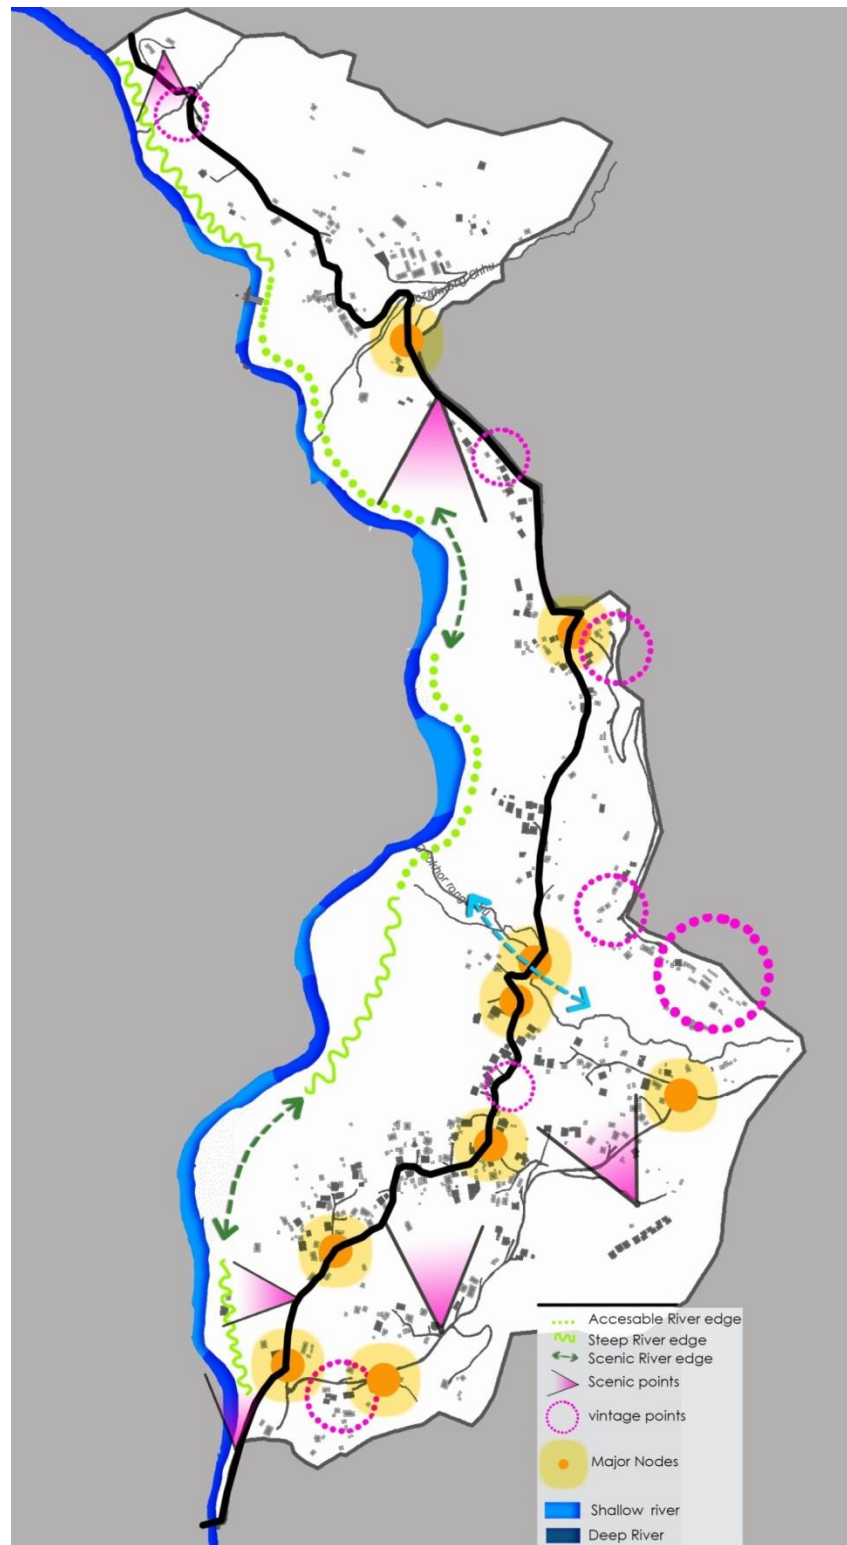 Accesable River edge
Steep River edge
Scenic River edge
Scenic points
vintage points
Major Nodes
Shallow river
Deep River